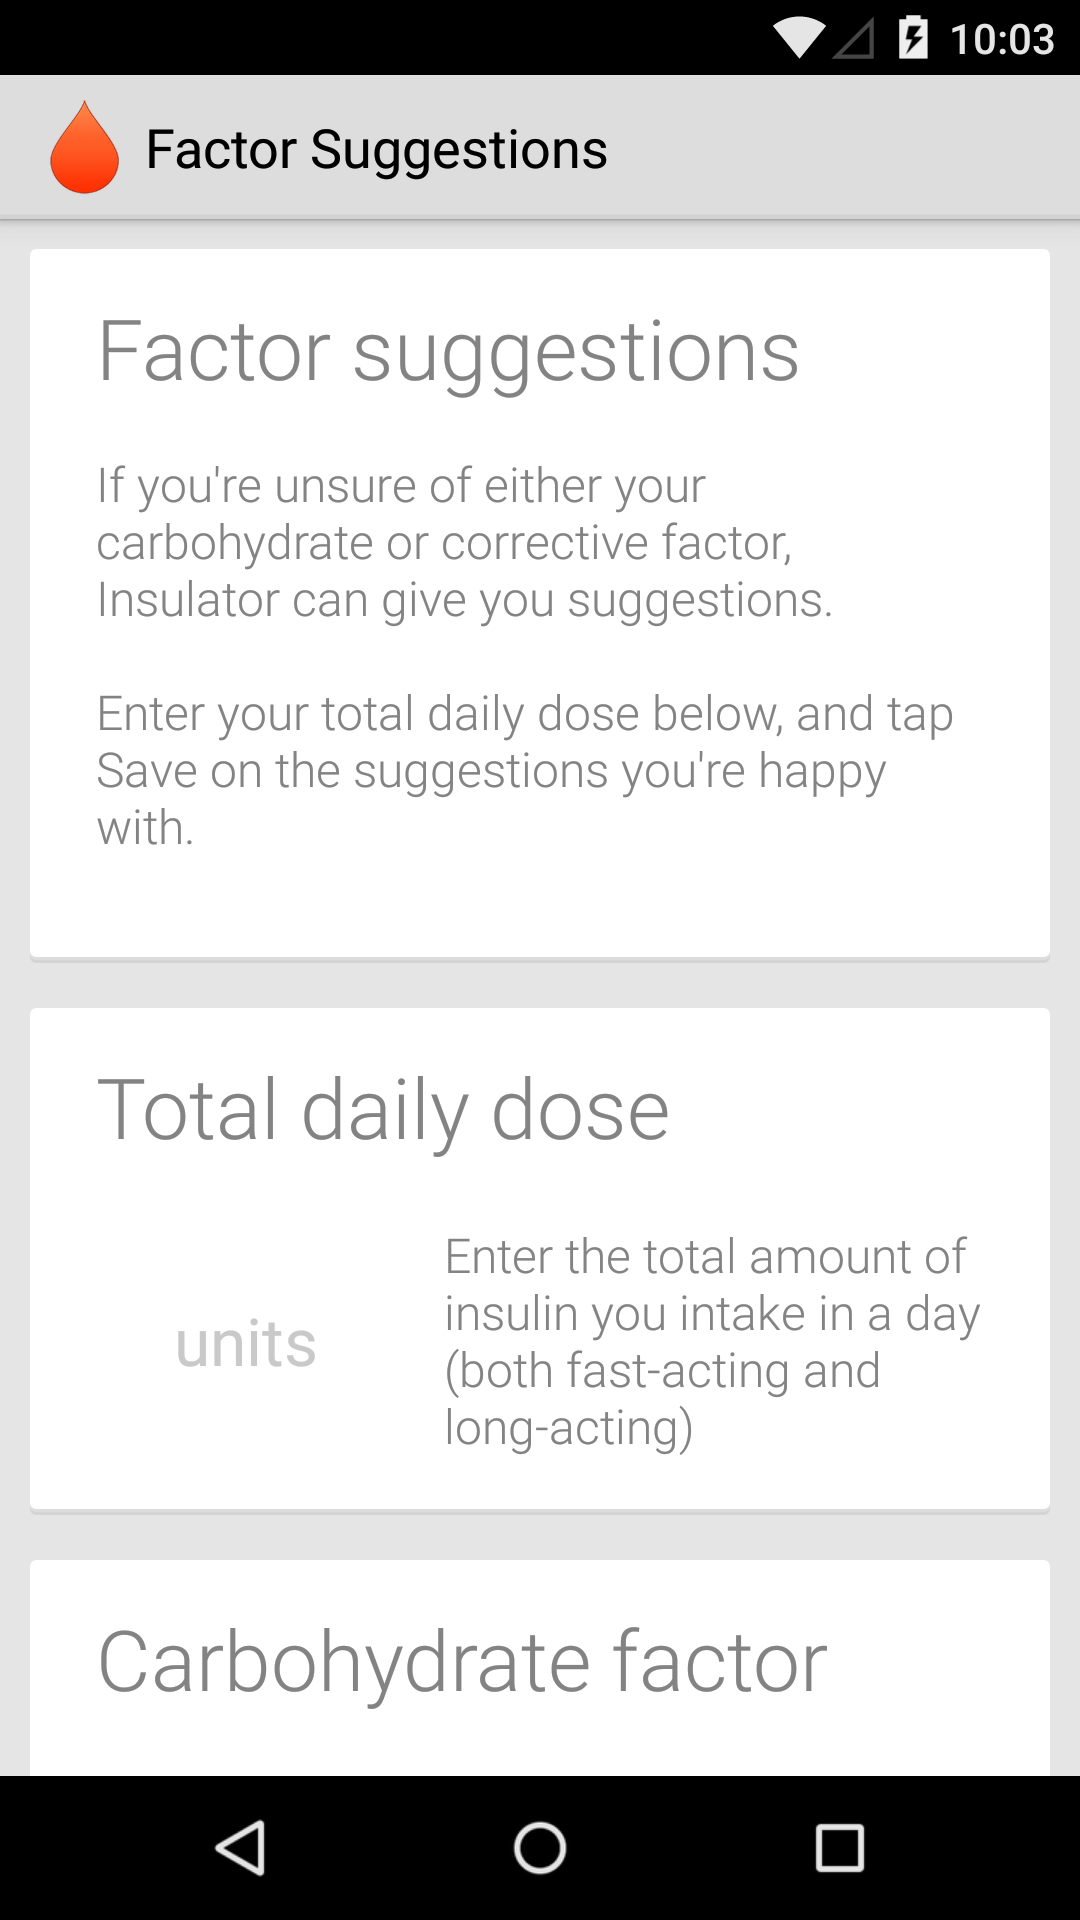 10:03
Factor Suggestions
Factor suggestions
If you're unsure of either your
carbohydrate or corrective factor,
Insulator can give you suggestions.
Enter your total daily dose below, and tap
Save on the suggestions you're happy
with.
Total daily dose
units
Enter the total amount of
insulin you intake in a day
(both fast-acting and
long-acting)
Carbohydrate factor